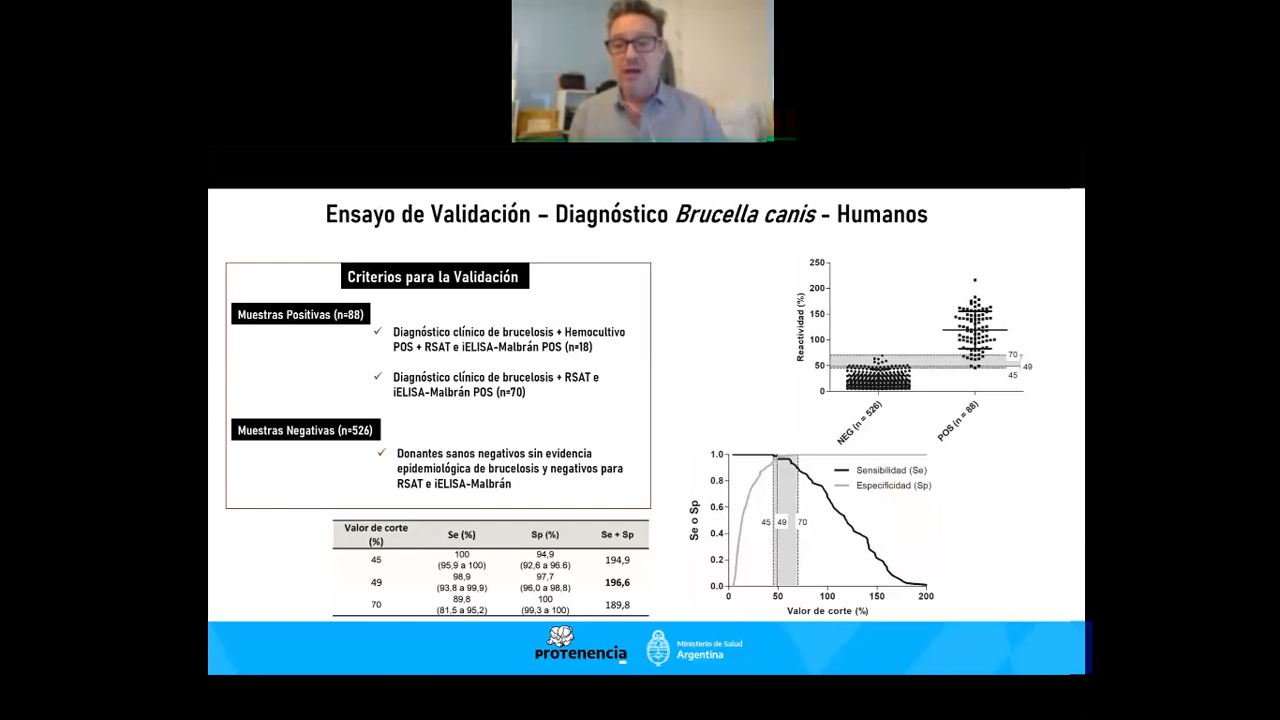 Ensayo de Validación – Diagnóstico Brucella canis - Humanos
Criterios para la Validación
Muestras Positivas (n=88)
✓ Diagnóstico clínico de brucelosis + Hemocultivo
POS + RSAT e iELISA-Malbrán POS (n=18)
✓ Diagnóstico clínico de brucelosis + RSAT e
iELISA-Malbrán POS (n=70)
Muestras Negativas (n=526)
✓ Donantes sanos negativos sin evidencia
epidemiológica de brucelosis y negativos para
RSAT e iELISA-Malbrán
Valor de corte (%) Se (%) Sp (%) Se + Sp
45 100 (95,9 a 100) 94,9 (92,6 a 96.6) 194,9
49 98,9 (93,8 a 99,9) 97,7 (96,0 a 98,8) 196,6
70 89,8 (81,5 a 95,2) 100 (99,3 a 100) 189,8
Reactividad (%)
250
200
150
100
50
0
70
49
45
NEG (n = 526)
POS (n = 88)
Se o Sp
1.0
0.8
0.6
0.4
0.2
0.0
Sensibilidad (Se)
Especificidad (Sp)
45 49 70
0 50 100 150 200
Valor de corte (%)
PROTENENCIA
Ministerio de Salud
Argentina